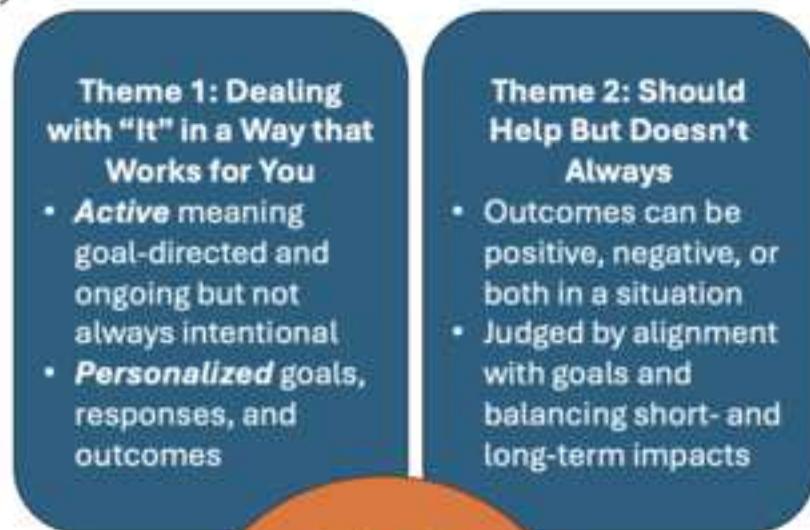 Theme 1: Dealing
with “It” in a Way that
Works for You
• Active meaning
goal-directed and
ongoing but not
always intentional
• Personalized goals,
responses, and
outcomes
Theme 2: Should
Help But Doesn’t
Always
• Outcomes can be
positive, negative, or
both in a situation
• Judged by alignment
with goals and
balancing short- and
long-term impacts